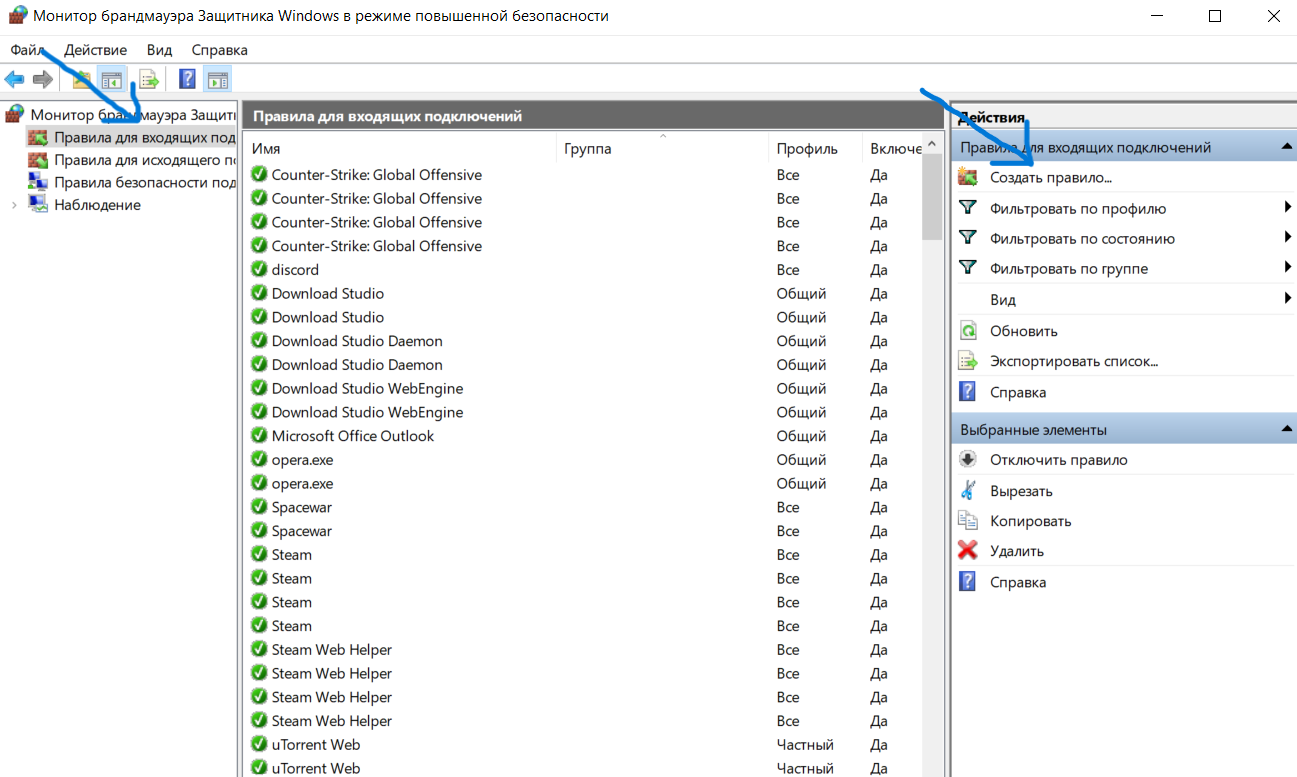 Монитор брандмауэра Защитника Windows в режиме повышенной безопасности
Файл Действие Вид Справка
Монитор брандмауэра Защити
Правила для входящих под
Правила для исходящего по
Правила безопасности под
Наблюдение
Правила для входящих подключений
Имя Группа Профиль Включе
Counter-Strike: Global Offensive Все Да
Counter-Strike: Global Offensive Все Да
Counter-Strike: Global Offensive Все Да
Counter-Strike: Global Offensive Все Да
discord Все Да
Download Studio Общий Да
Download Studio Общий Да
Download Studio Daemon Общий Да
Download Studio Daemon Общий Да
Download Studio WebEngine Общий Да
Download Studio WebEngine Общий Да
Microsoft Office Outlook Общий Да
opera.exe Общий Да
opera.exe Общий Да
Spacewar Все Да
Spacewar Все Да
Steam Все Да
Steam Все Да
Steam Все Да
Steam Все Да
Steam Web Helper Все Да
Steam Web Helper Все Да
Steam Web Helper Все Да
Steam Web Helper Все Да
uTorrent Web Частный Да
uTorrent Web Частный Да
Действия
Правила для входящих подключений
Создать правило...
Фильтровать по профилю
Фильтровать по состоянию
Фильтровать по группе
Вид
Обновить
Экспортировать список...
Справка
Выбранные элементы
Отключить правило
Вырезать
Копировать
Удалить
Справка